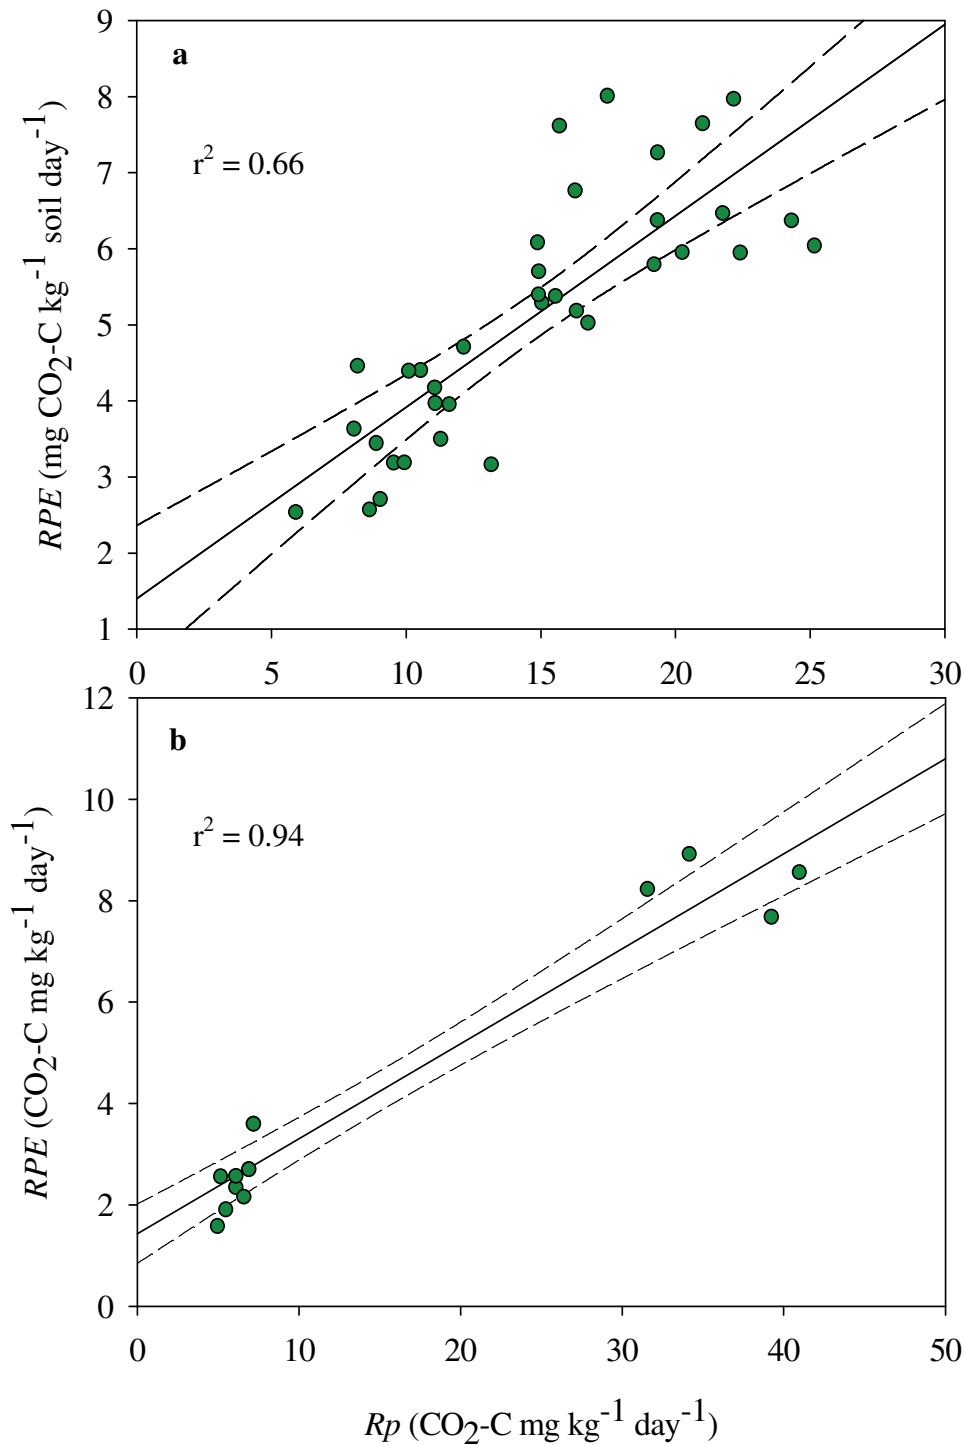 a
r² = 0.66
RPE (mg CO₂-C kg⁻¹ soil day⁻¹)
9
8
7
6
5
4
3
2
1
0 5 10 15 20 25 30
b
r² = 0.94
RPE (CO₂-C mg kg⁻¹ day⁻¹)
12
10
8
6
4
2
0
0 10 20 30 40 50
Rp (CO₂-C mg kg⁻¹ day⁻¹)